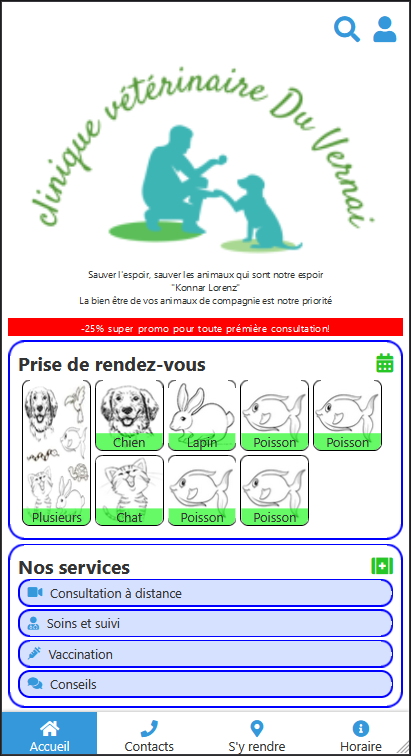 clinique vétérinaire Du Vernai
Sauver l'espoir, sauver les animaux qui sont notre espoir
"Konnar Lorenz"
La bien être de vos animaux de compagnie est notre priorité
-25% super promo pour toute prémière consultation!
Prise de rendez-vous
Chien Lapin Poisson Poisson
Plusieurs Chat Poisson Poisson
Nos services
Consultation à distance
Soins et suivi
Vaccination
Conseils
Accueil Contacts S'y rendre Horaire